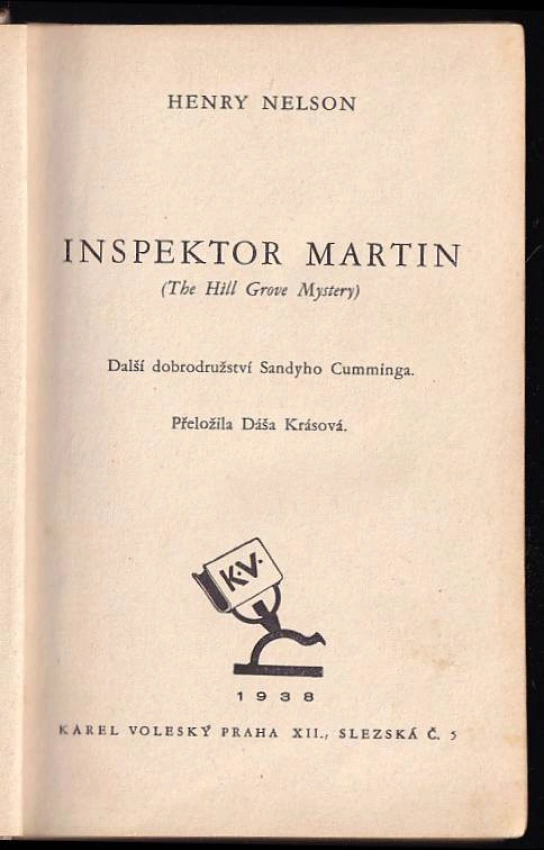 HENRY NELSON
INSPEKTOR MARTIN
(The Hill Grove Mystery)
Další dobrodružství Sandyho Cumminga.
Přeložila Dáša Krásová.
K.V.
1938
KAREL VOLESKÝ PRAHA XII., SLEZSKÁ Č. 5